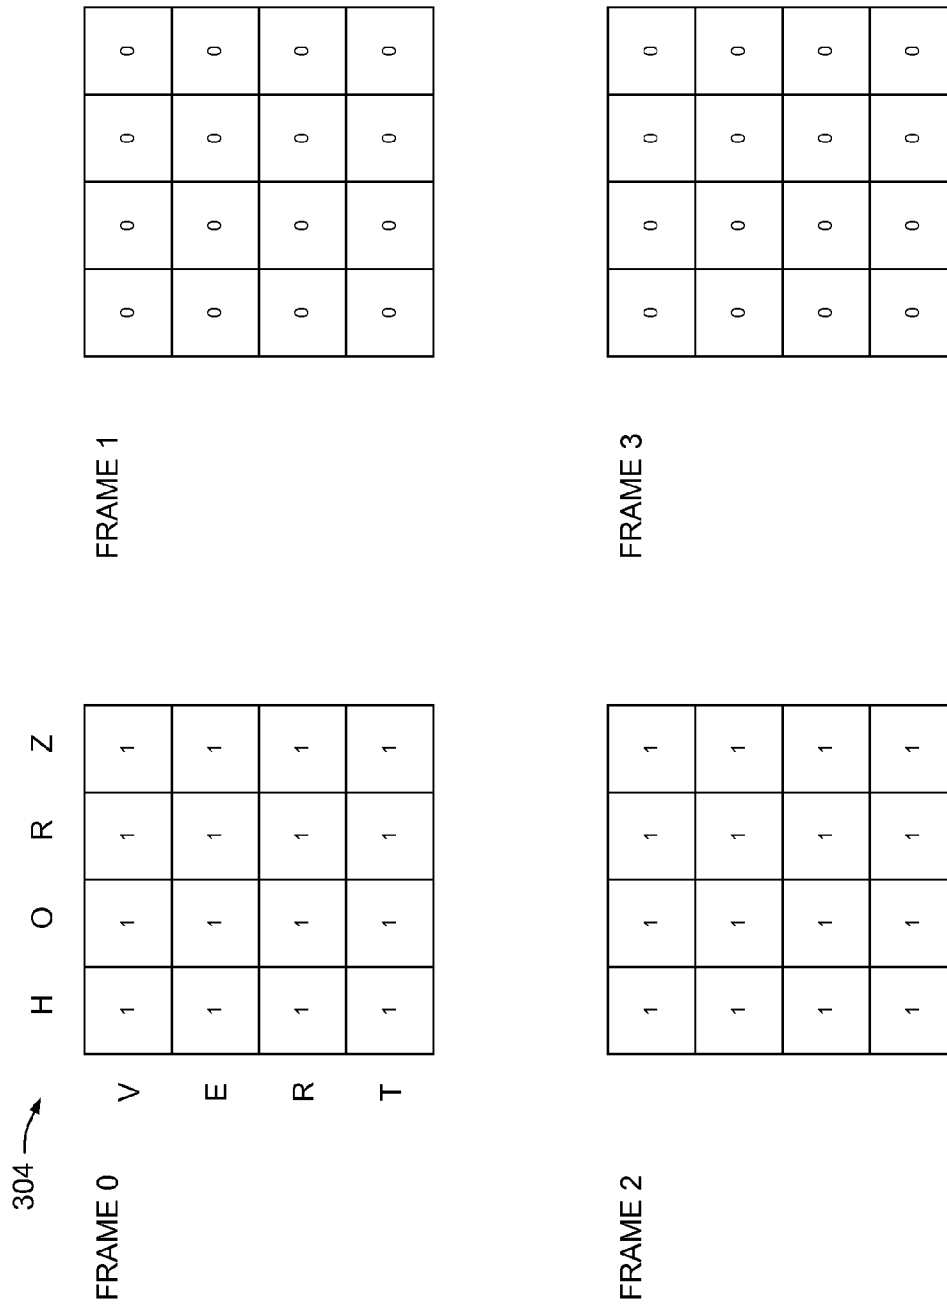 304
H O R Z
FRAME 0
V 1 1 1 1
E 1 1 1 1
R 1 1 1 1
T 1 1 1 1
FRAME 1
0 0 0 0
0 0 0 0
0 0 0 0
0 0 0 0
FRAME 2
1 1 1 1
1 1 1 1
1 1 1 1
1 1 1 1
FRAME 3
0 0 0 0
0 0 0 0
0 0 0 0
0 0 0 0